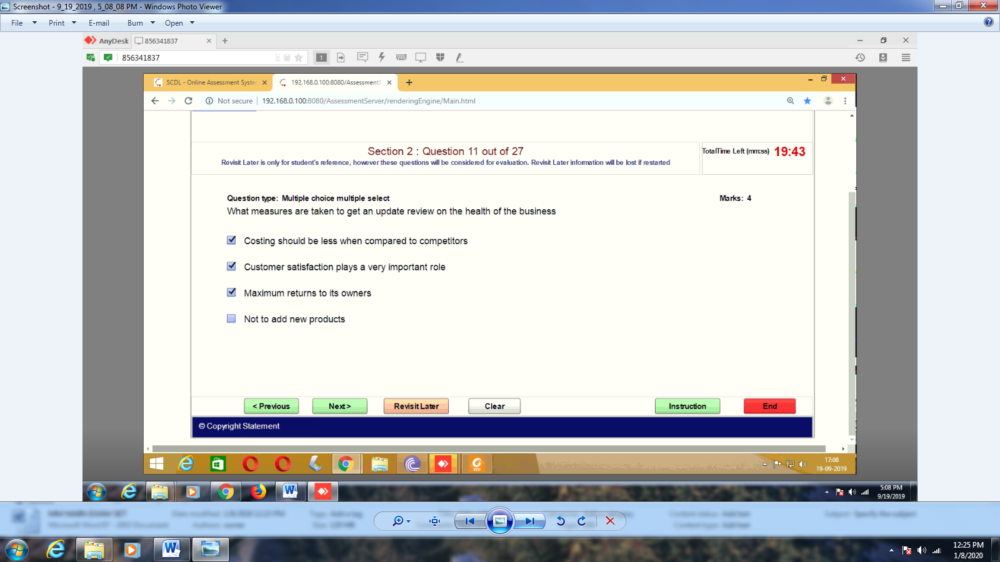 Screenshot - 9_19_2019 , 5_08_08 PM - Windows Photo Viewer
File Print E-mail Burn Open
AnyDesk 856341837
856341837 1
SCDL - Online Assessment Syste 192.168.0.100:8080/AssessmentS
Not secure 192.168.0.100:8080/AssessmentServer/renderingEngine/Main.html
Section 2 : Question 11 out of 27
TotalTime Left (mm:ss) 19:43
Revisit Later is only for student's reference, however these questions will be considered for evaluation. Revisit Later information will be lost if restarted
Question type: Multiple choice multiple select Marks: 4
What measures are taken to get an update review on the health of the business
Costing should be less when compared to competitors
Customer satisfaction plays a very important role
Maximum returns to its owners
Not to add new products
< Previous Next > Revisit Later Clear Instruction End
© Copyright Statement
PDF
17:08
19-09-2019
5:08 PM
9/19/2019
12:25 PM
1/8/2020